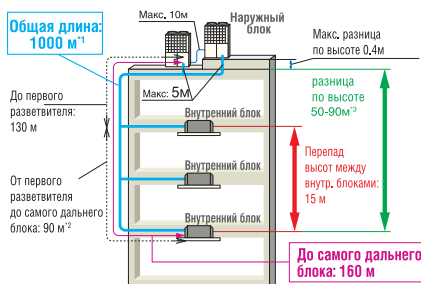 Общая длина:
1000 м*1
Макс. 10м
Наружный
блок
Макс. разница
по высоте 0.4м
Макс: 5м
разница
по высоте
50-90м*3
До первого
разветвителя:
130 м
Внутренний блок
От первого
разветвителя
до самого дальнего
блока: 90 м*2
Внутренний блок
Перепад
высот между
внутр. блоками:
15 м
Внутренний блок
До самого дальнего
блока: 160 м